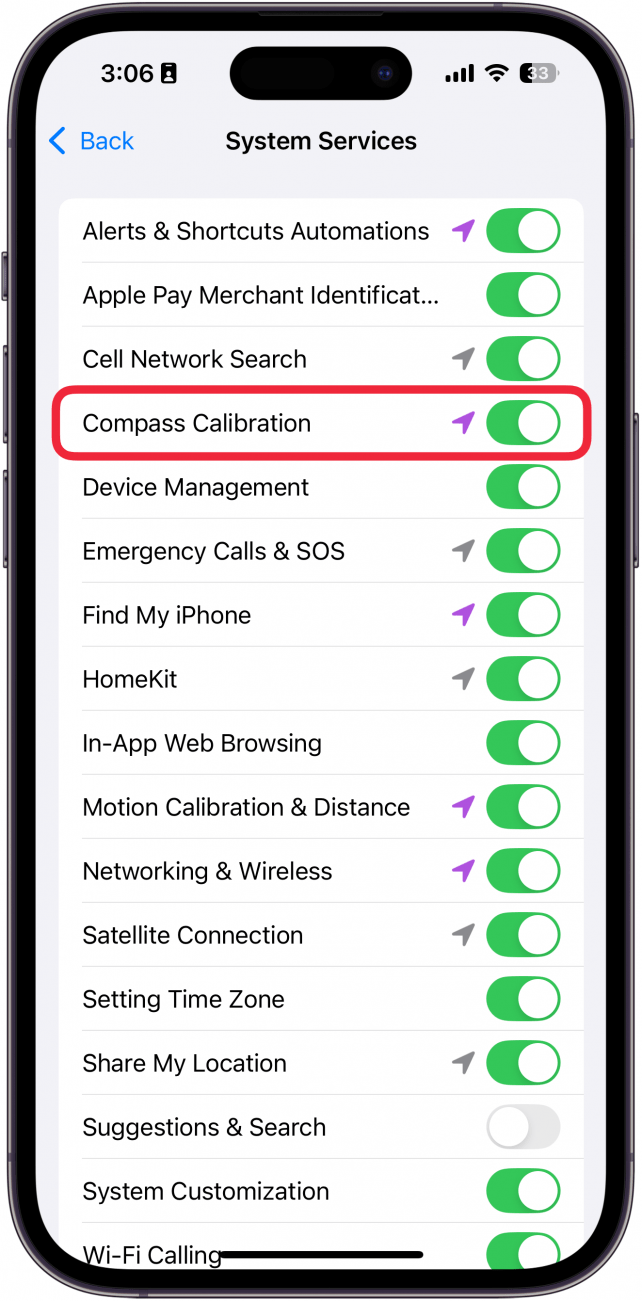 3:06
33
Back
System Services
Alerts & Shortcuts Automations
Apple Pay Merchant Identificat...
Cell Network Search
Compass Calibration
Device Management
Emergency Calls & SOS
Find My iPhone
HomeKit
In-App Web Browsing
Motion Calibration & Distance
Networking & Wireless
Satellite Connection
Setting Time Zone
Share My Location
Suggestions & Search
System Customization
Wi-Fi Calling